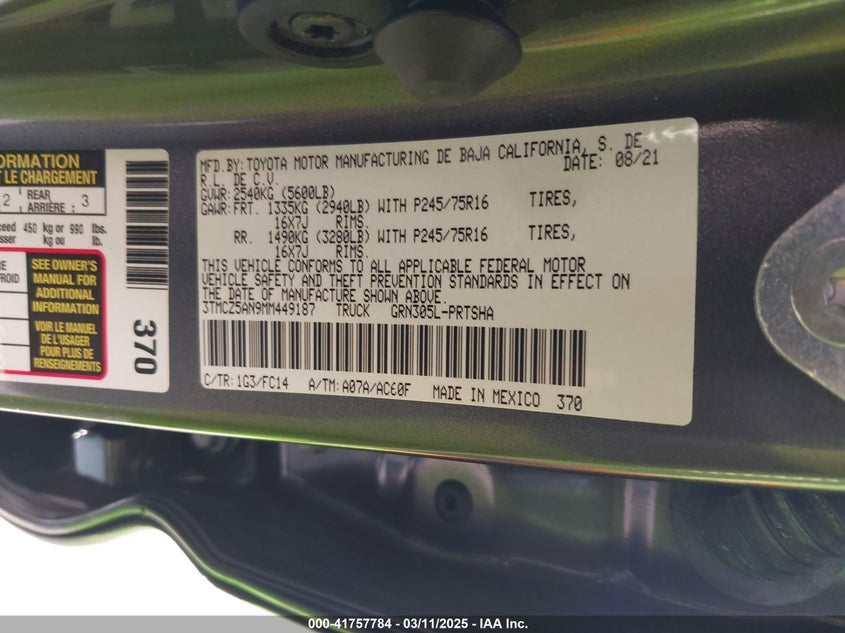 ORMATION
T LE CHARGEMENT
2 REAR ARRIÈRE : 3
ceed 450 kg or 990 lbs.
sser kg ou lb.
RE
FROID
SEE OWNER'S
MANUAL FOR
ADDITIONAL
INFORMATION
VOIR LE MANUEL
DE L'USAGER
POUR PLUS DE
RENSEIGNEMENTS
370
MFD.BY:TOYOTA MOTOR MANUFACTURING DE BAJA CALIFORNIA, S. DE
R.L. DE C.V. DATE: 08/21
GVWR:2540KG (5600LB)
GAWR:FRT. 1335KG (2940LB) WITH P245/75R16 TIRES,
16X7J RIMS.
RR. 1490KG (3280LB) WITH P245/75R16 TIRES,
16X7J RIMS.
THIS VEHICLE CONFORMS TO ALL APPLICABLE FEDERAL MOTOR
VEHICLE SAFETY AND THEFT PREVENTION STANDARDS IN EFFECT ON
THE DATE OF MANUFACTURE SHOWN ABOVE.
3TMCZ5AN9MM449187 TRUCK GRN305L-PRTSHA
C/TR:1G3/FC14 A/TM:A07A/AC60F MADE IN MEXICO 370
000-41757784 - 03/11/2025 - IAA Inc.